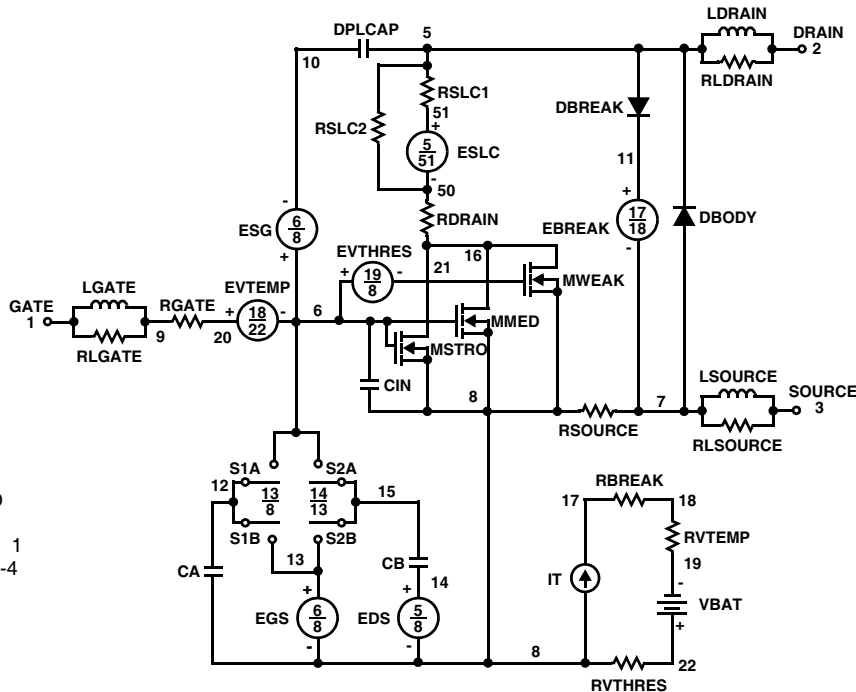 LDRAIN
DPLCAP 5 DRAIN
10 2
RLDRAIN
RSLC1
51
RSLC2
+
5
51
ESLC
-
50
DBREAK
11
+
17
18
EBREAK
-
DBODY
RDRAIN
-
6
8
ESG
+
EVTHRES
+ 19 -
8
16
21
MWEAK
LGATE
GATE
1
RLGATE
9
RGATE
20
EVTEMP
+ 18 -
22
6
MMED
MSTRO
CIN
8
RSOURCE
7
LSOURCE
SOURCE
3
RLSOURCE
S1A S2A
12
13
8
14
13
15
S1B S2B
13
CA
CB
14
+
EGS 6
8
-
+
EDS 5
8
-
8
RBREAK
17 18
RVTEMP
19
IT
-
VBAT
+
22
RVTHRES
)
1
-4